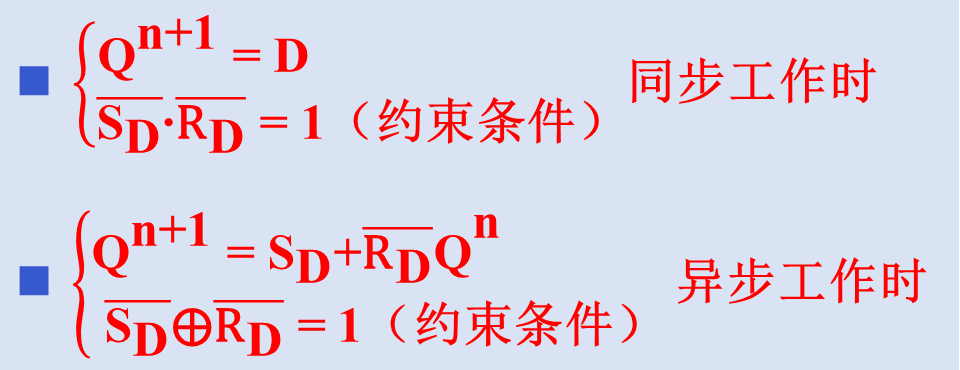 Qⁿ⁺¹ = D
同步工作时
S̅D̅·R̅D̅ = 1（约束条件）
Qⁿ⁺¹ = SD+R̅D̅Qⁿ
异步工作时
S̅D̅⊕R̅D̅ = 1（约束条件）